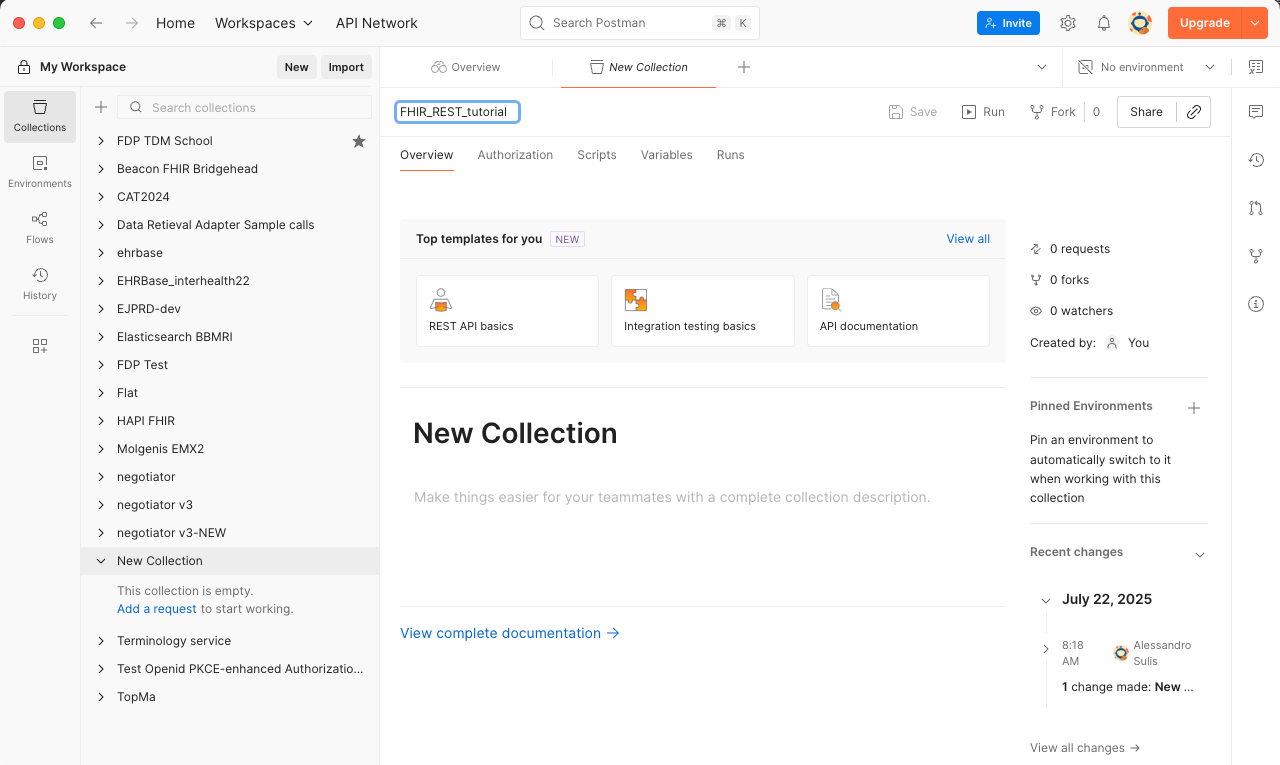 Home
Workspaces
API Network
Search Postman
⌘ K
Invite
Upgrade
My Workspace
New
Import
Overview
New Collection
No environment
Collections
Environments
Flows
History
Search collections
FDP TDM School
Beacon FHIR Bridgehead
CAT2024
Data Retieval Adapter Sample calls
ehrbase
EHRBase_interhealth22
EJPRD-dev
Elasticsearch BBMRI
FDP Test
Flat
HAPI FHIR
Molgenis EMX2
negotiator
negotiator v3
negotiator v3-NEW
New Collection
This collection is empty.
Add a request to start working.
Terminology service
Test Openid PKCE-enhanced Authorizatio...
TopMa
FHIR_REST_tutorial
Save
Run
Fork 0
Share
Overview
Authorization
Scripts
Variables
Runs
Top templates for you NEW
View all
REST API basics
Integration testing basics
API documentation
New Collection
Make things easier for your teammates with a complete collection description.
View complete documentation →
0 requests
0 forks
0 watchers
Created by: You
Pinned Environments
Pin an environment to
automatically switch to it
when working with this
collection
Recent changes
July 22, 2025
8:18
AM
Alessandro
Sulis
1 change made: New ...
View all changes →